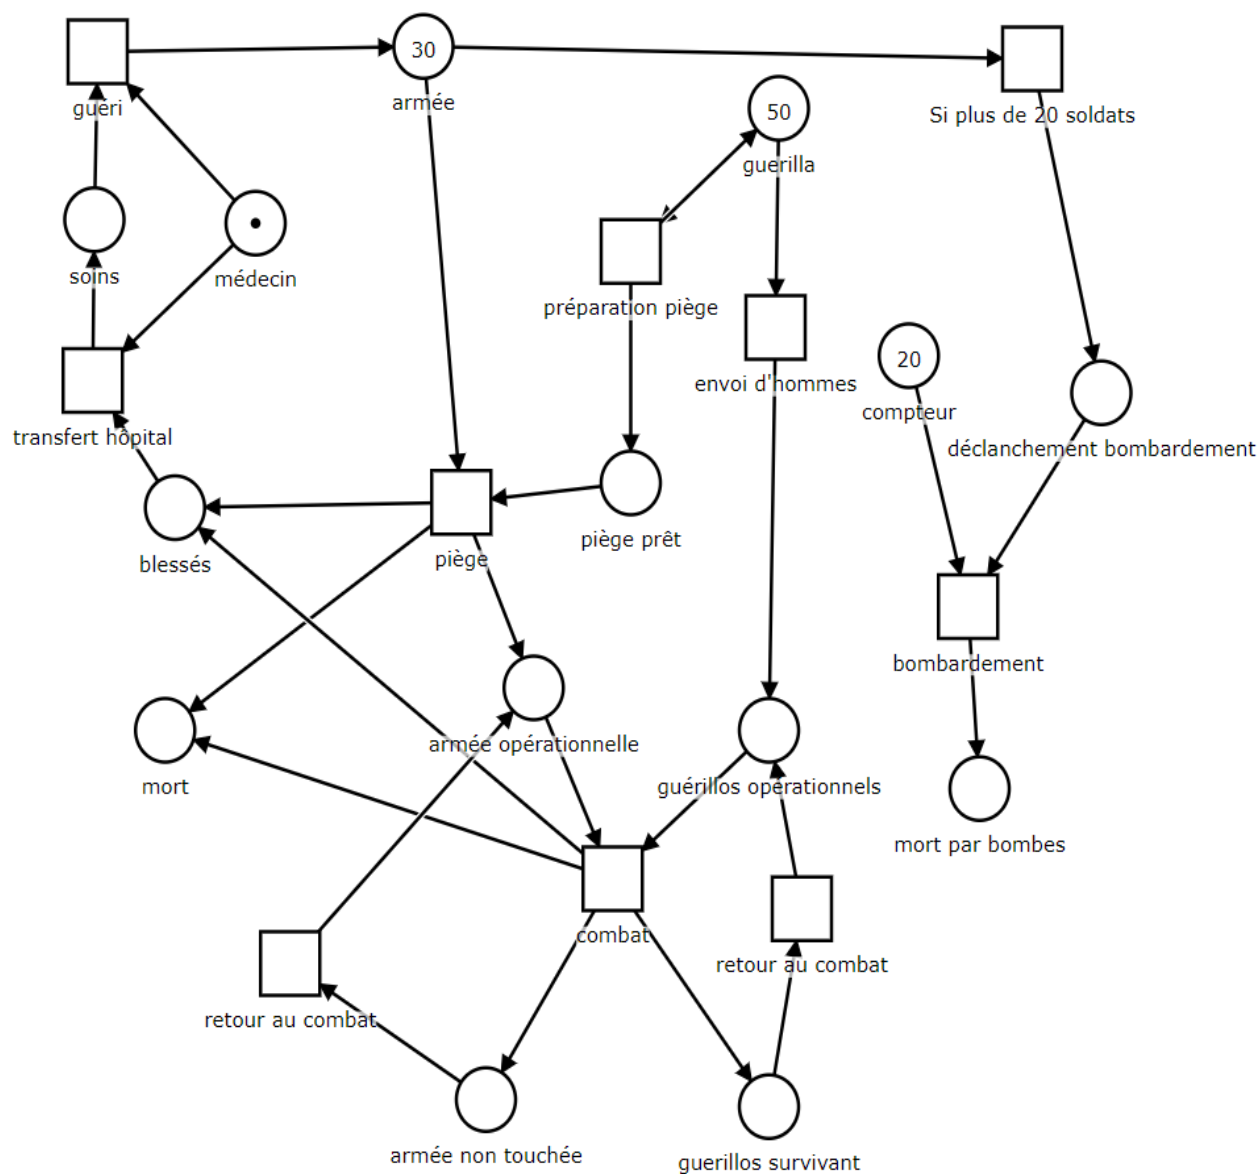 30
armée
guéri
Si plus de 20 soldats
50
guerilla
soins
médecin
préparation piège
20
compteur
envoi d'hommes
transfert hôpital
déclanchement bombardement
piège prêt
blessés
piège
bombardement
armée opérationnelle
mort
guérillos opérationnels
mort par bombes
combat
retour au combat
retour au combat
armée non touchée
guerillos survivant